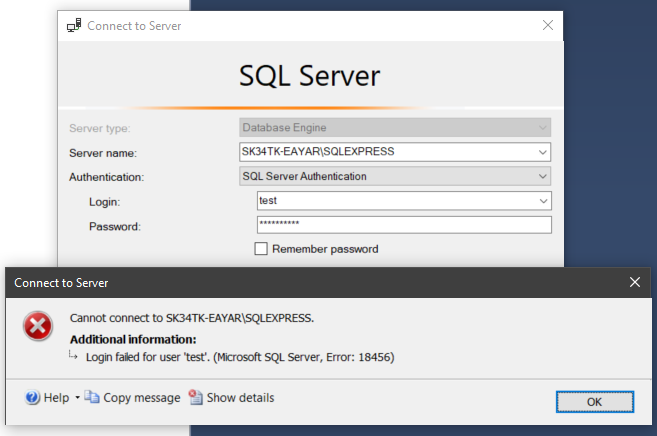 Connect to Server
SQL Server
Server type: Database Engine
Server name: SK34TK-EAYAR\SQLEXPRESS
Authentication: SQL Server Authentication
Login: test
Password: **********
Remember password
Connect to Server
Cannot connect to SK34TK-EAYAR\SQLEXPRESS.
Additional information:
Login failed for user 'test'. (Microsoft SQL Server, Error: 18456)
Help Copy message Show details OK